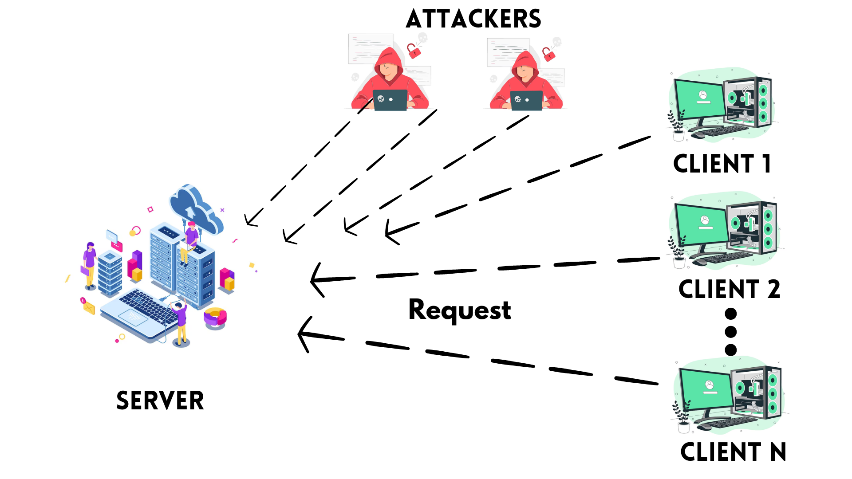 ATTACKERS
CLIENT 1
CLIENT 2
Request
SERVER
CLIENT N